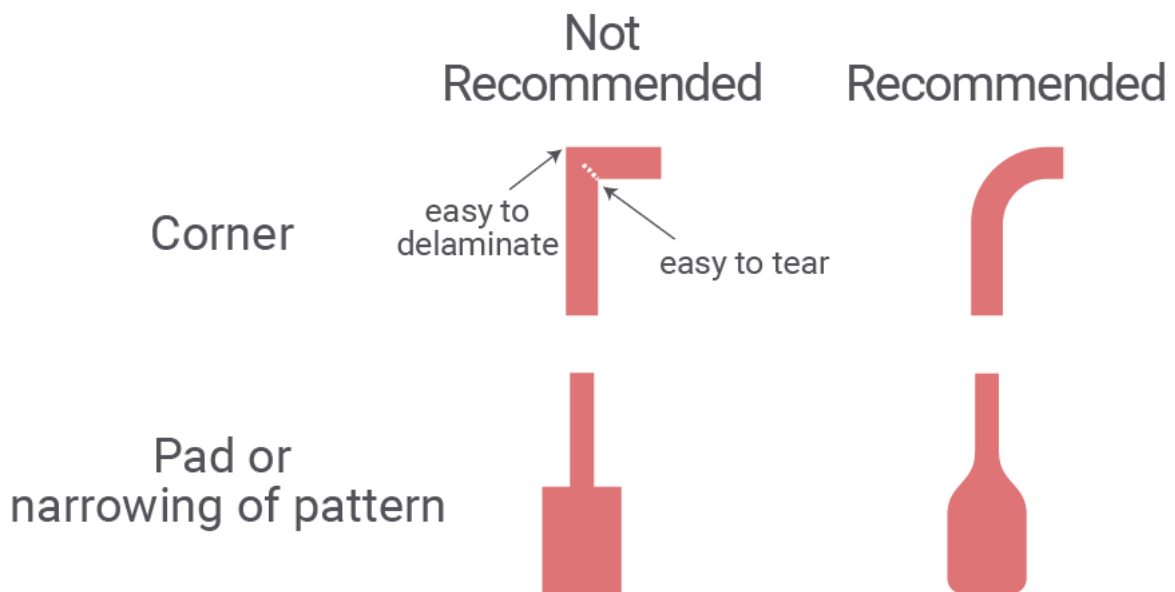 Not
Recommended
Recommended
Corner
easy to
delaminate
easy to tear
Pad or
narrowing of pattern